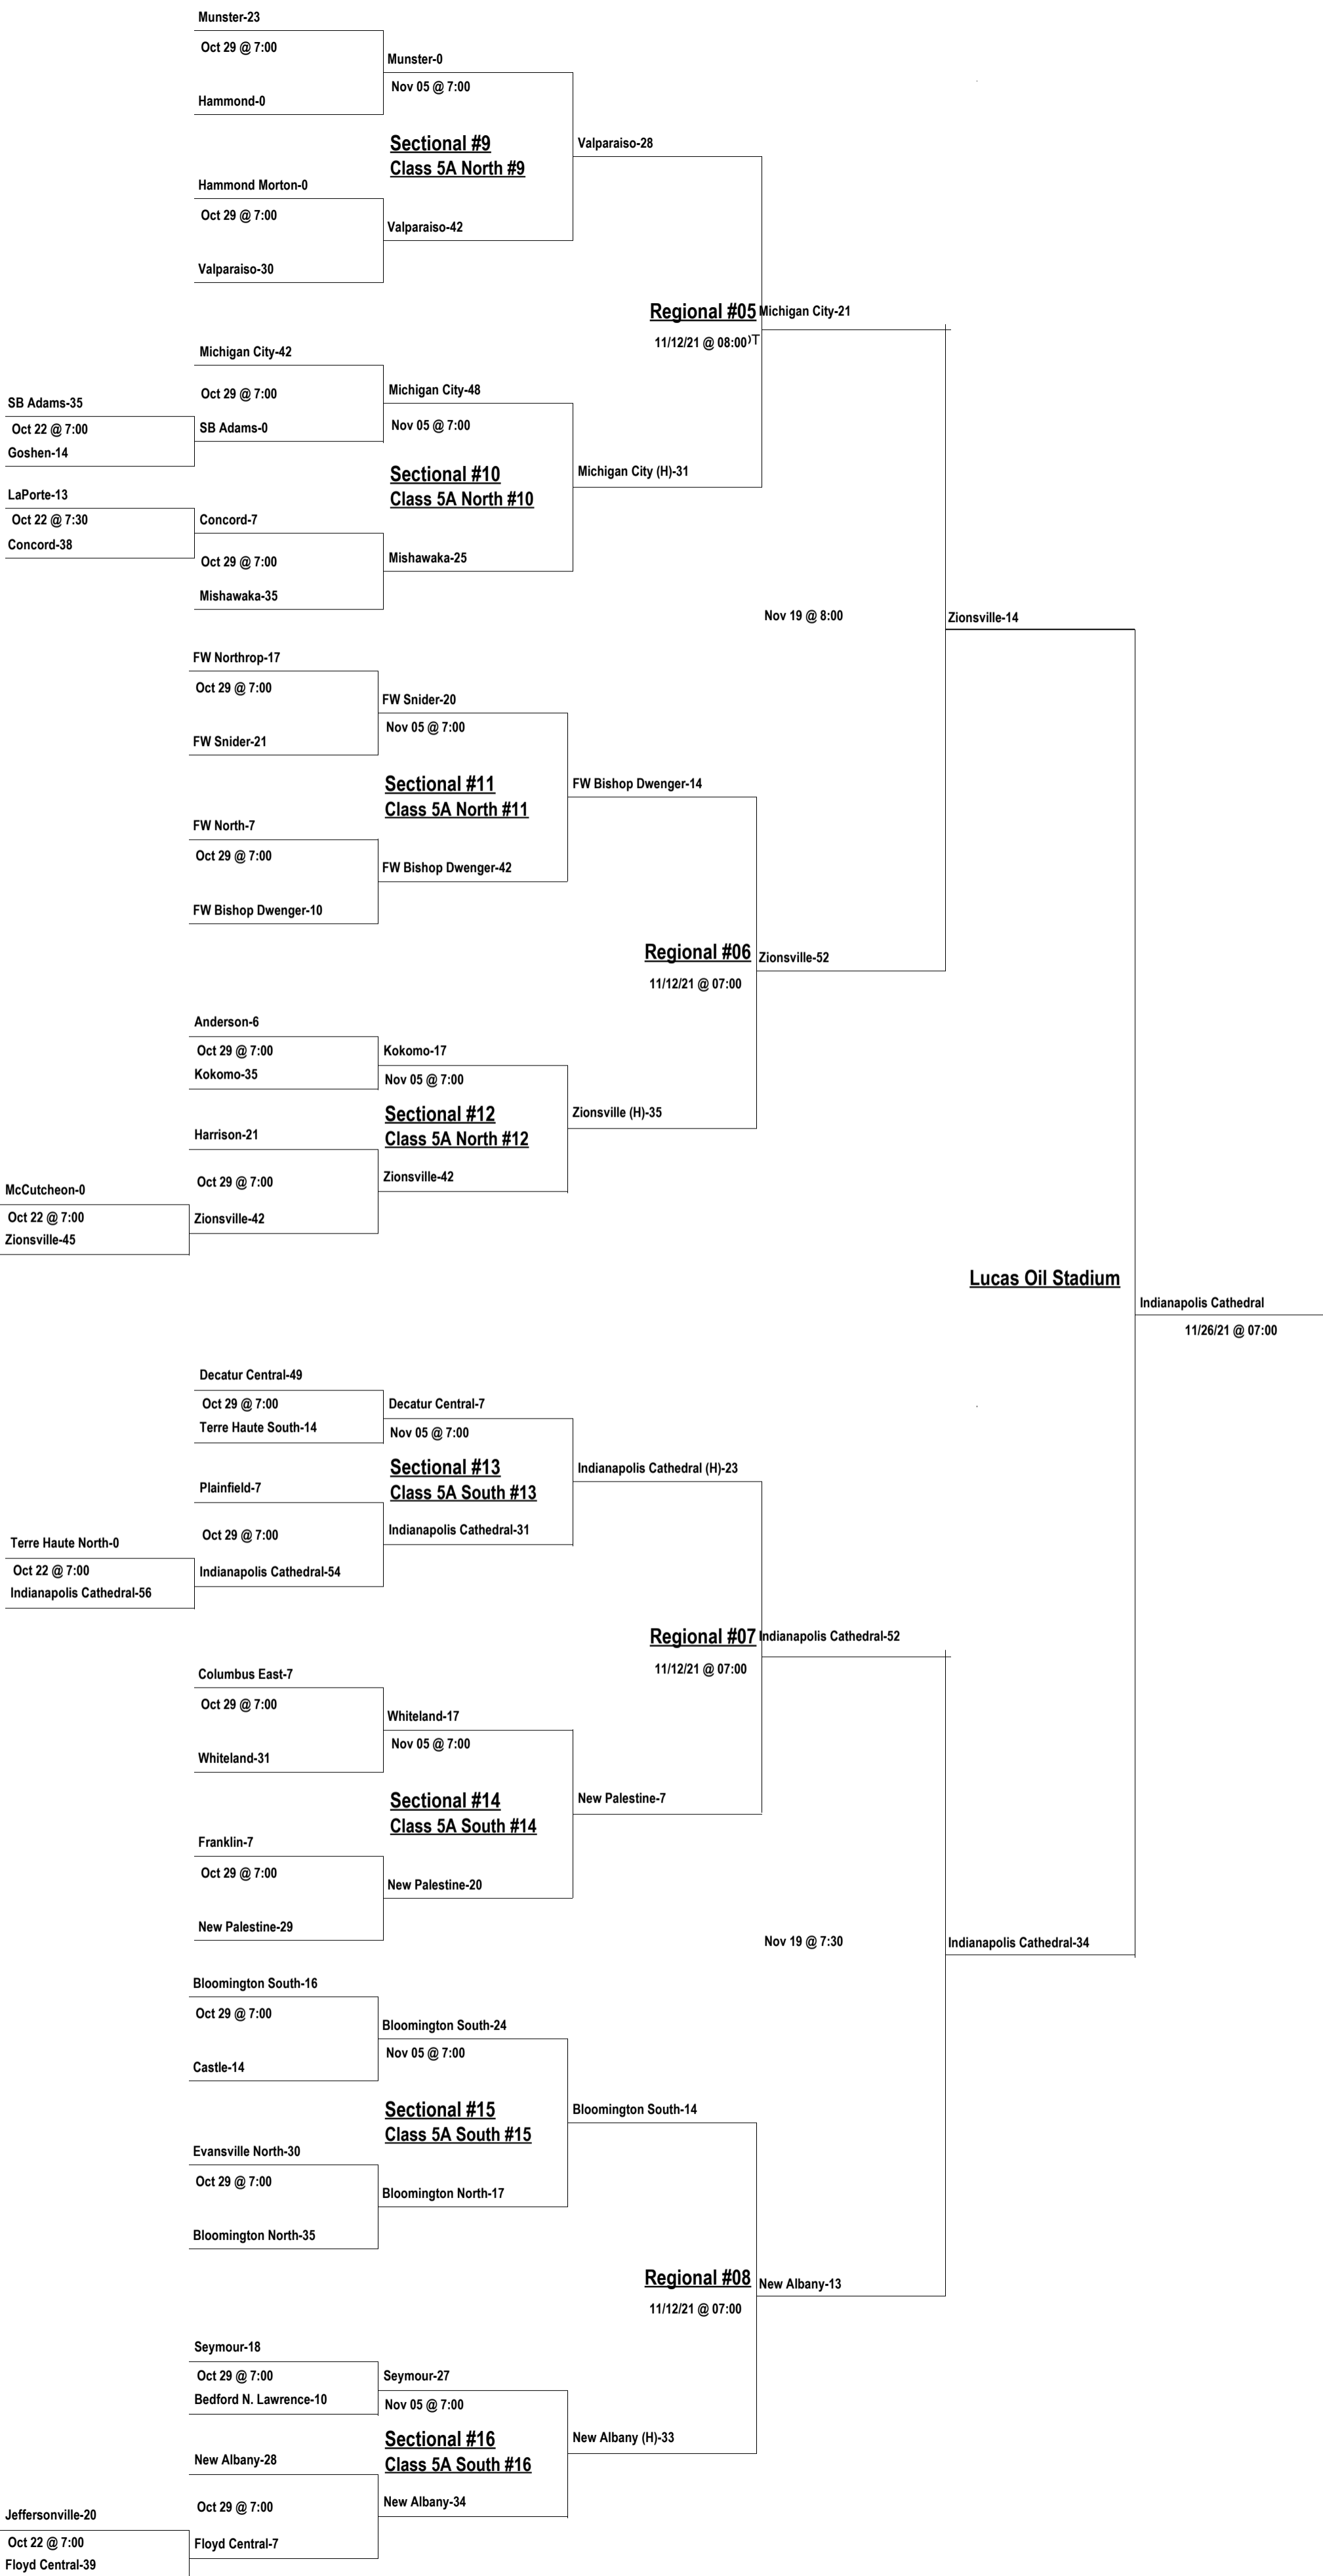 Munster-23
Oct 29 @ 7:00
Munster-0
Nov 05 @ 7:00
Hammond-0
Sectional #9
Class 5A North #9
Valparaiso-28
Hammond Morton-0
Oct 29 @ 7:00
Valparaiso-42
Valparaiso-30
Regional #05
Michigan City-21
11/12/21 @ 08:00
Michigan City-42
Oct 29 @ 7:00
Michigan City-48
SB Adams-35
Oct 22 @ 7:00
SB Adams-0
Nov 05 @ 7:00
Goshen-14
Sectional #10
Class 5A North #10
Michigan City (H)-31
LaPorte-13
Oct 22 @ 7:30
Concord-7
Concord-38
Oct 29 @ 7:00
Mishawaka-25
Mishawaka-35
Nov 19 @ 8:00
Zionsville-14
FW Northrop-17
Oct 29 @ 7:00
FW Snider-20
Nov 05 @ 7:00
FW Snider-21
Sectional #11
Class 5A North #11
FW Bishop Dwenger-14
FW North-7
Oct 29 @ 7:00
FW Bishop Dwenger-42
FW Bishop Dwenger-10
Regional #06
Zionsville-52
11/12/21 @ 07:00
Anderson-6
Oct 29 @ 7:00
Kokomo-17
Kokomo-35
Nov 05 @ 7:00
Sectional #12
Class 5A North #12
Zionsville (H)-35
Harrison-21
Oct 29 @ 7:00
Zionsville-42
McCutcheon-0
Oct 22 @ 7:00
Zionsville-42
Zionsville-45
Lucas Oil Stadium
Indianapolis Cathedral
11/26/21 @ 07:00
Decatur Central-49
Oct 29 @ 7:00
Decatur Central-7
Terre Haute South-14
Nov 05 @ 7:00
Sectional #13
Class 5A South #13
Indianapolis Cathedral (H)-23
Plainfield-7
Oct 29 @ 7:00
Indianapolis Cathedral-31
Terre Haute North-0
Oct 22 @ 7:00
Indianapolis Cathedral-54
Indianapolis Cathedral-56
Regional #07
Indianapolis Cathedral-52
11/12/21 @ 07:00
Columbus East-7
Oct 29 @ 7:00
Whiteland-17
Nov 05 @ 7:00
Whiteland-31
Sectional #14
Class 5A South #14
New Palestine-7
Franklin-7
Oct 29 @ 7:00
New Palestine-20
New Palestine-29
Nov 19 @ 7:30
Indianapolis Cathedral-34
Bloomington South-16
Oct 29 @ 7:00
Bloomington South-24
Nov 05 @ 7:00
Castle-14
Sectional #15
Class 5A South #15
Bloomington South-14
Evansville North-30
Oct 29 @ 7:00
Bloomington North-17
Bloomington North-35
Regional #08
New Albany-13
11/12/21 @ 07:00
Seymour-18
Oct 29 @ 7:00
Seymour-27
Bedford N. Lawrence-10
Nov 05 @ 7:00
Sectional #16
Class 5A South #16
New Albany (H)-33
New Albany-28
Oct 29 @ 7:00
New Albany-34
Jeffersonville-20
Oct 22 @ 7:00
Floyd Central-7
Floyd Central-39